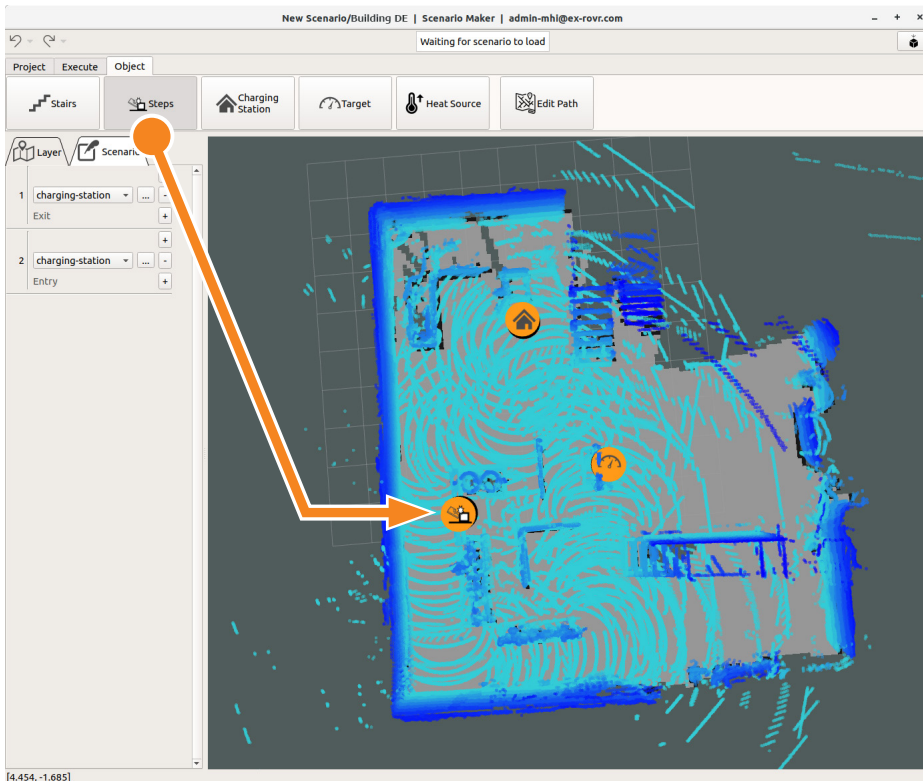 New Scenario/Building DE | Scenario Maker | admin-mhi@ex-rovr.com
Waiting for scenario to load
Project Execute Object
Stairs Steps Charging Station Target Heat Source Edit Path
Layer Scenario
1 charging-station ... -
Exit +
+
2 charging-station ... -
Entry +
[4.454, -1.685]